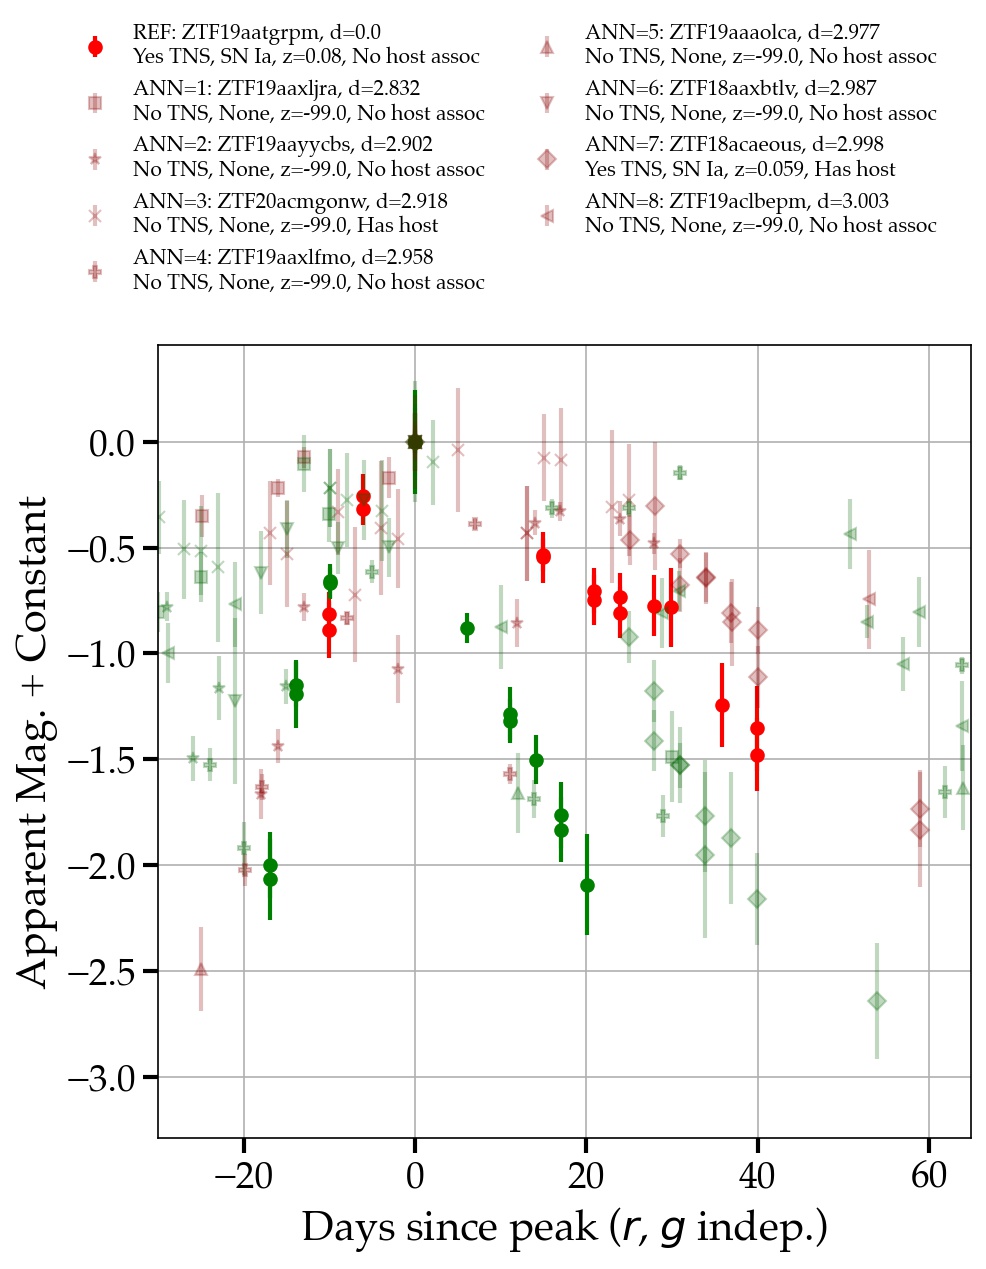 REF: ZTF19aatgrpm, d=0.0
Yes TNS, SN Ia, z=0.08, No host assoc
ANN=1: ZTF19aaxljra, d=2.832
No TNS, None, z=-99.0, No host assoc
ANN=2: ZTF19aayycbs, d=2.902
No TNS, None, z=-99.0, No host assoc
ANN=3: ZTF20acmgonw, d=2.918
No TNS, None, z=-99.0, Has host
ANN=4: ZTF19aaxlfmo, d=2.958
No TNS, None, z=-99.0, No host assoc
ANN=5: ZTF19aaaolca, d=2.977
No TNS, None, z=-99.0, No host assoc
ANN=6: ZTF18aaxbtlv, d=2.987
No TNS, None, z=-99.0, No host assoc
ANN=7: ZTF18acaeous, d=2.998
Yes TNS, SN Ia, z=0.059, Has host
ANN=8: ZTF19aclbepm, d=3.003
No TNS, None, z=-99.0, No host assoc
Apparent Mag. + Constant
0.0
−0.5
−1.0
−1.5
−2.0
−2.5
−3.0
−20
0
20
40
60
Days since peak (r, g indep.)